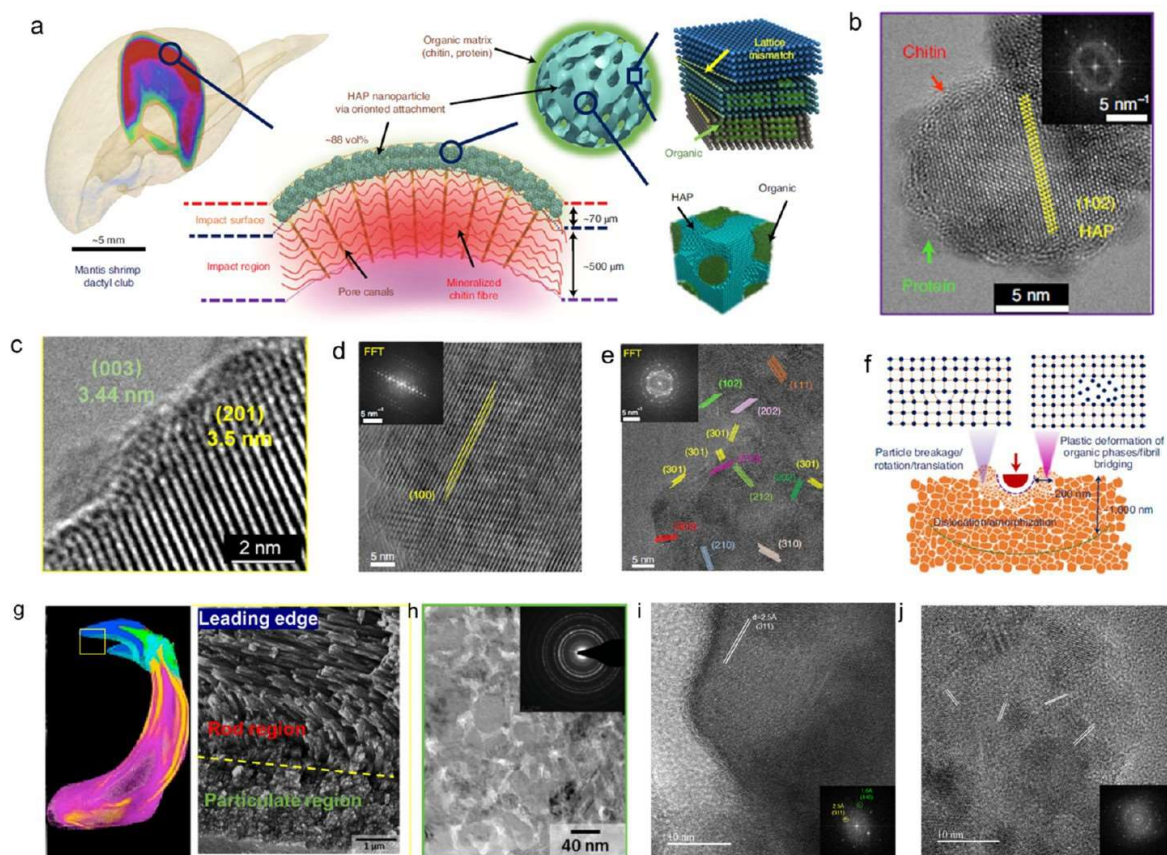 a
Organic matrix
(chitin, protein)
HAP nanoparticle
via oriented attachment
~88 vol%
Lattice
mismatch
Organic
Impact surface
~70 μm
~5 mm
Impact region
~500 μm
Mantis shrimp
dactyl club
Pore canals
Mineralized
chitin fibre
HAP
Organic
b
Chitin
5 nm⁻¹
(102)
HAP
Protein
5 nm
c
(003)
3.44 nm
(201)
3.5 nm
2 nm
d
FFT
5 nm⁻¹
(100)
5 nm
e
FFT
5 nm⁻¹
(111)
(102)
(202)
(301)
(301)
(301)
(301)
(212)
(210)
(310)
5 nm
f
Particle breakage/
rotation/translation
Plastic deformation of
organic phases/fibril
bridging
~200 nm
Dislocation/amorphization
g
Leading edge
Rod region
Particulate region
1 μm
h
40 nm
i
d=2.5Å
(311)
2.5Å
(311)
10 nm
j
10 nm